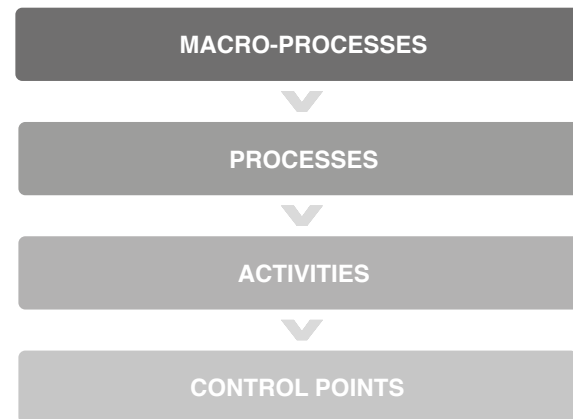 MACRO-PROCESSES
PROCESSES
ACTIVITIES
CONTROL POINTS